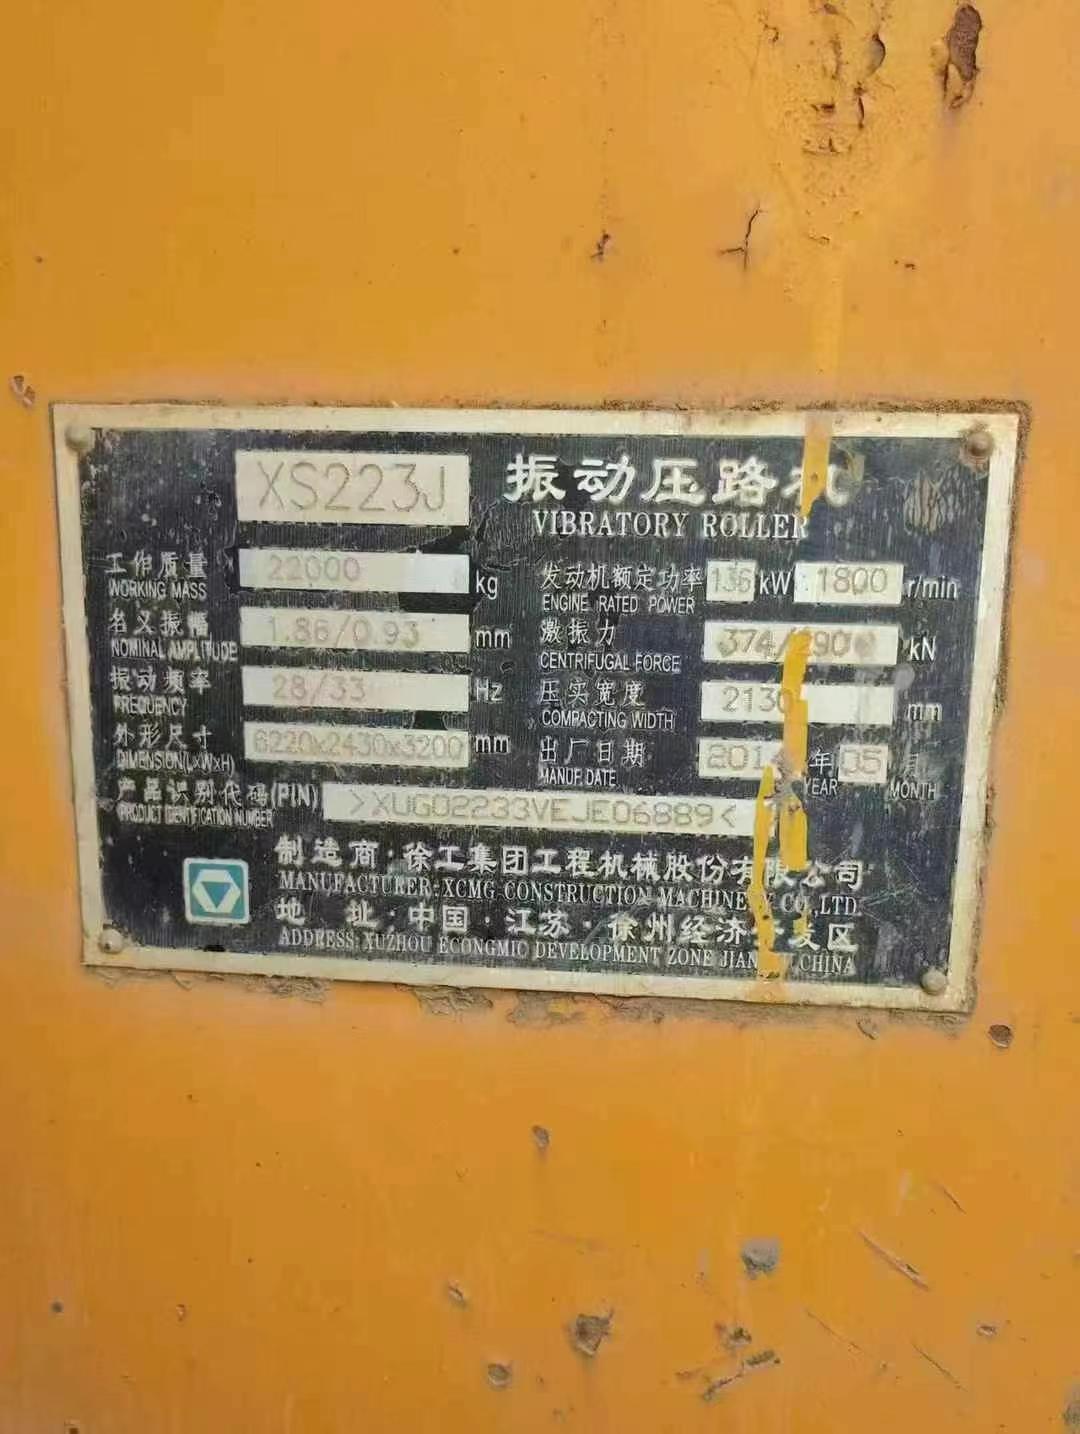 XS223J 振动压路机
VIBRATORY ROLLER
工作质量 22000 kg
WORKING MASS
发动机额定功率 136 kW 1800 r/min
ENGINE RATED POWER
名义振幅 1.86/0.93 mm
NOMINAL AMPLITUDE
激振力 374/290 kN
CENTRIFUGAL FORCE
振动频率 28/33 Hz
FREQUENCY
压实宽度 2130 mm
COMPACTING WIDTH
外形尺寸 6220x2430x3200 mm
DIMENSION(L×W×H)
出厂日期 年 05 月
MANUF.DATE YEAR MONTH
产品识别代码(PIN) >XUG02233VEJE06889<
PRODUCT IDENTIFICATION NUMBER
制造商·徐工集团工程机械股份有限公司
MANUFACTURER: XCMG CONSTRUCTION MACHINERY CO.,LTD.
地 址·中国·江苏·徐州经济开发区
ADDRESS: XUZHOU ECONGMIC DEVELOPMENT ZONE CHINA